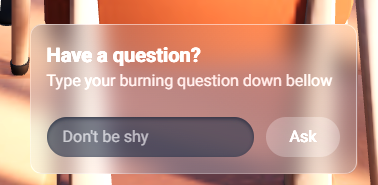 Have a question?
Type your burning question down bellow
Don't be shy
Ask